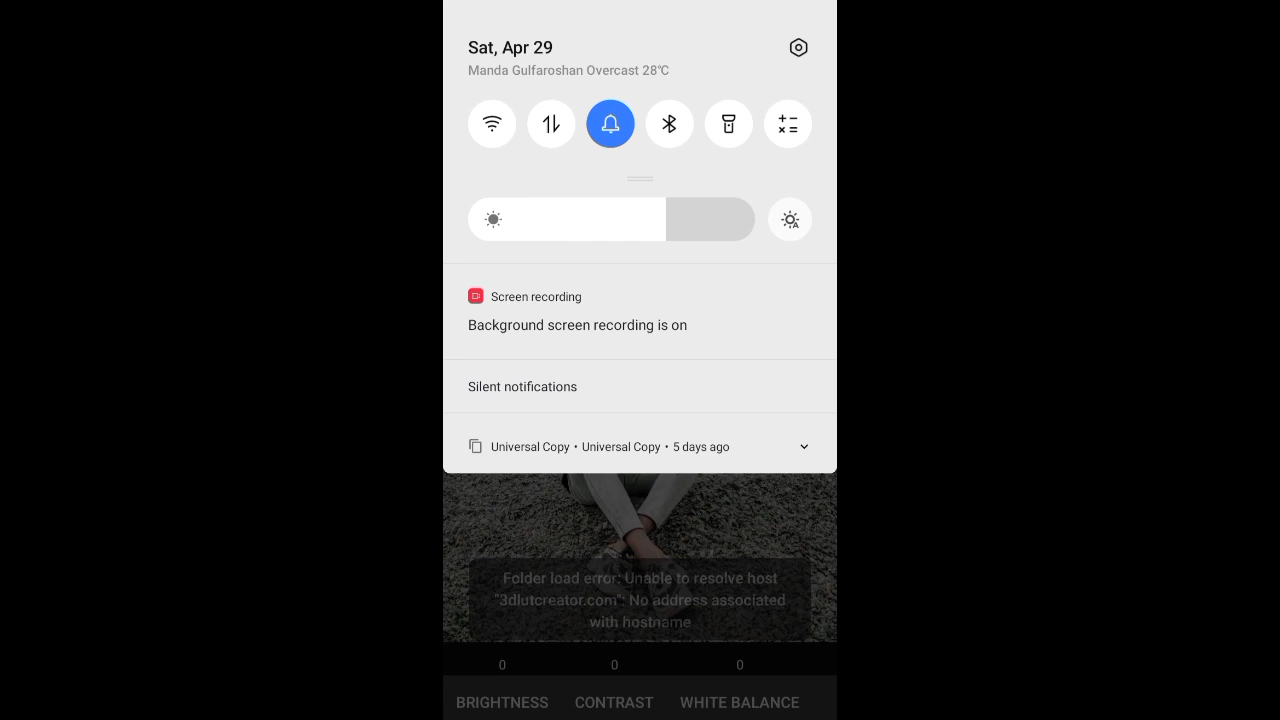 Sat, Apr 29
Manda Gulfaroshan Overcast 28°C
Screen recording
Background screen recording is on
Silent notifications
Universal Copy • Universal Copy • 5 days ago
Folder load error: Unable to resolve host
"3dlutcreator.com": No address associated
with hostname
0 0 0
BRIGHTNESS CONTRAST WHITE BALANCE